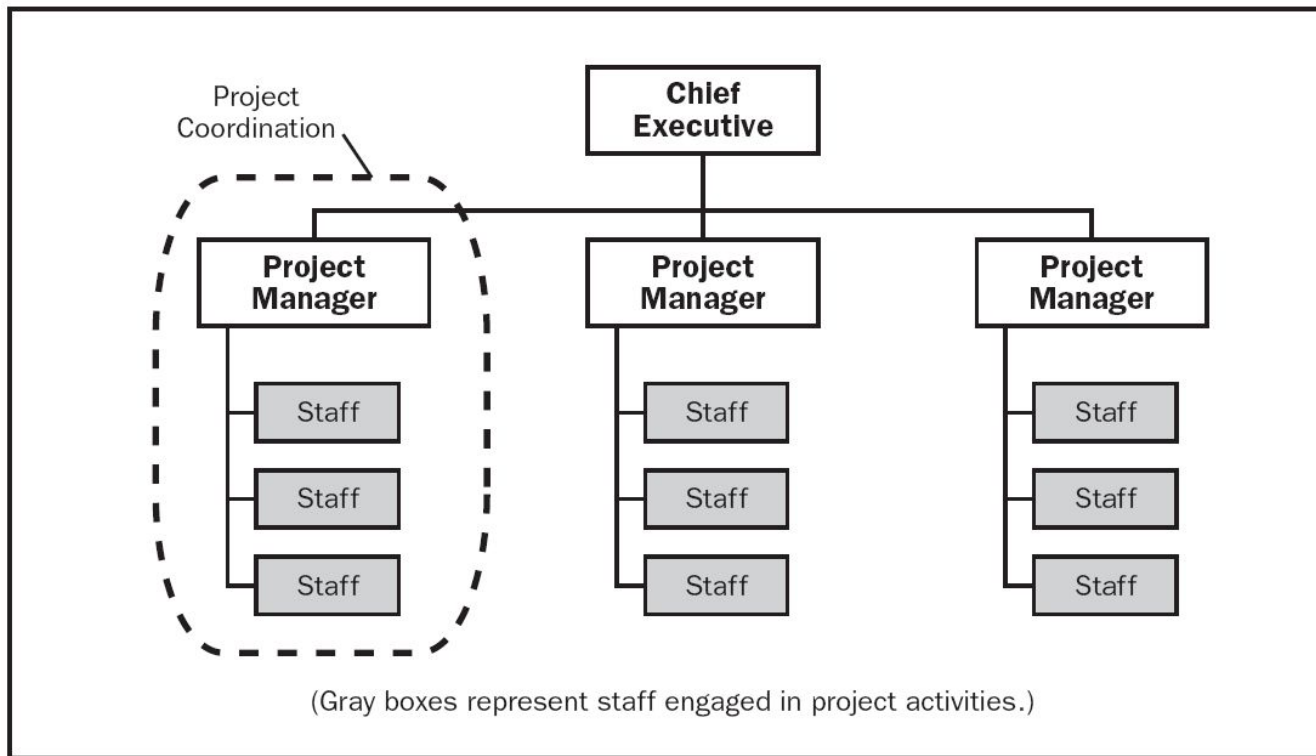 Project
Coordination
Chief
Executive
Project
Manager
Project
Manager
Project
Manager
Staff
Staff
Staff
Staff
Staff
Staff
Staff
Staff
Staff
(Gray boxes represent staff engaged in project activities.)